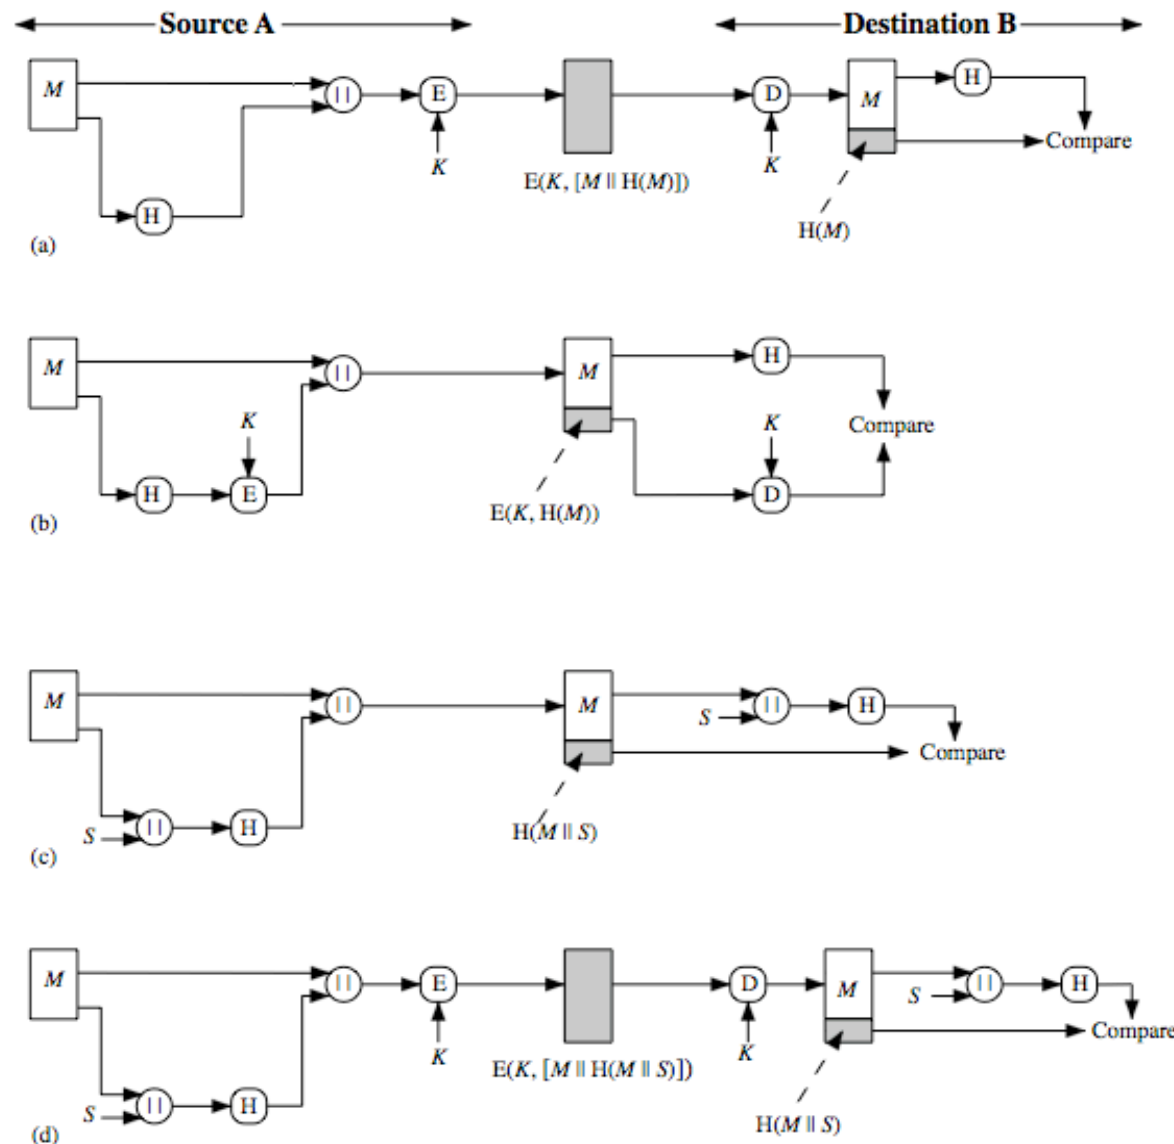 Source A Destination B
M || E D M H
K K Compare
E(K, [M || H(M)])
H
H(M)
(a)
M || M H
K K Compare
H E D
E(K, H(M))
(b)
M || M || H
S
Compare
S || H H(M || S)
(c)
M || E D M || H
S
K K Compare
E(K, [M || H(M || S)])
S || H
H(M || S)
(d)